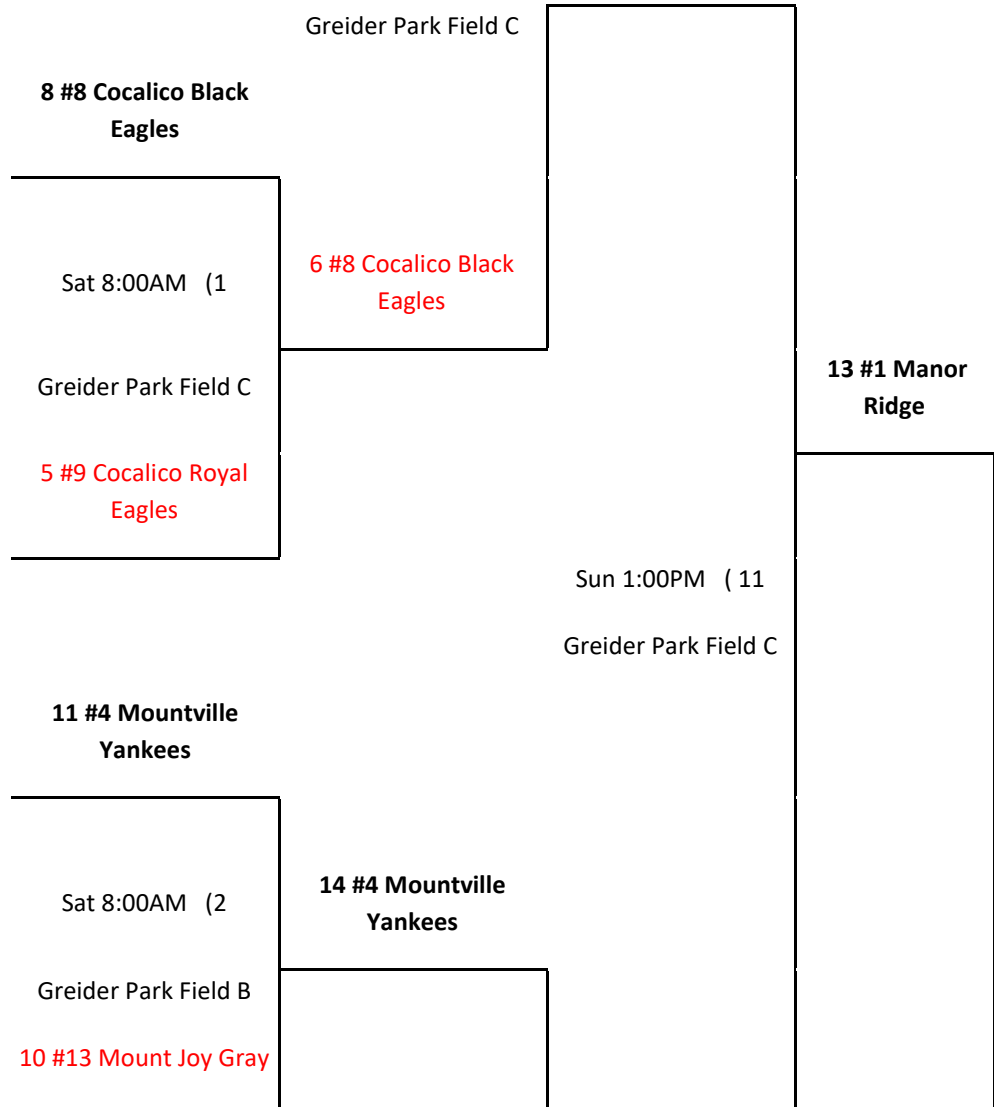 Greider Park Field C
8 #8 Cocalico Black
Eagles
Sat 8:00AM (1
6 #8 Cocalico Black
Eagles
Greider Park Field C
13 #1 Manor
Ridge
5 #9 Cocalico Royal
Eagles
Sun 1:00PM ( 11
Greider Park Field C
11 #4 Mountville
Yankees
Sat 8:00AM (2
14 #4 Mountville
Yankees
Greider Park Field B
10 #13 Mount Joy Gray